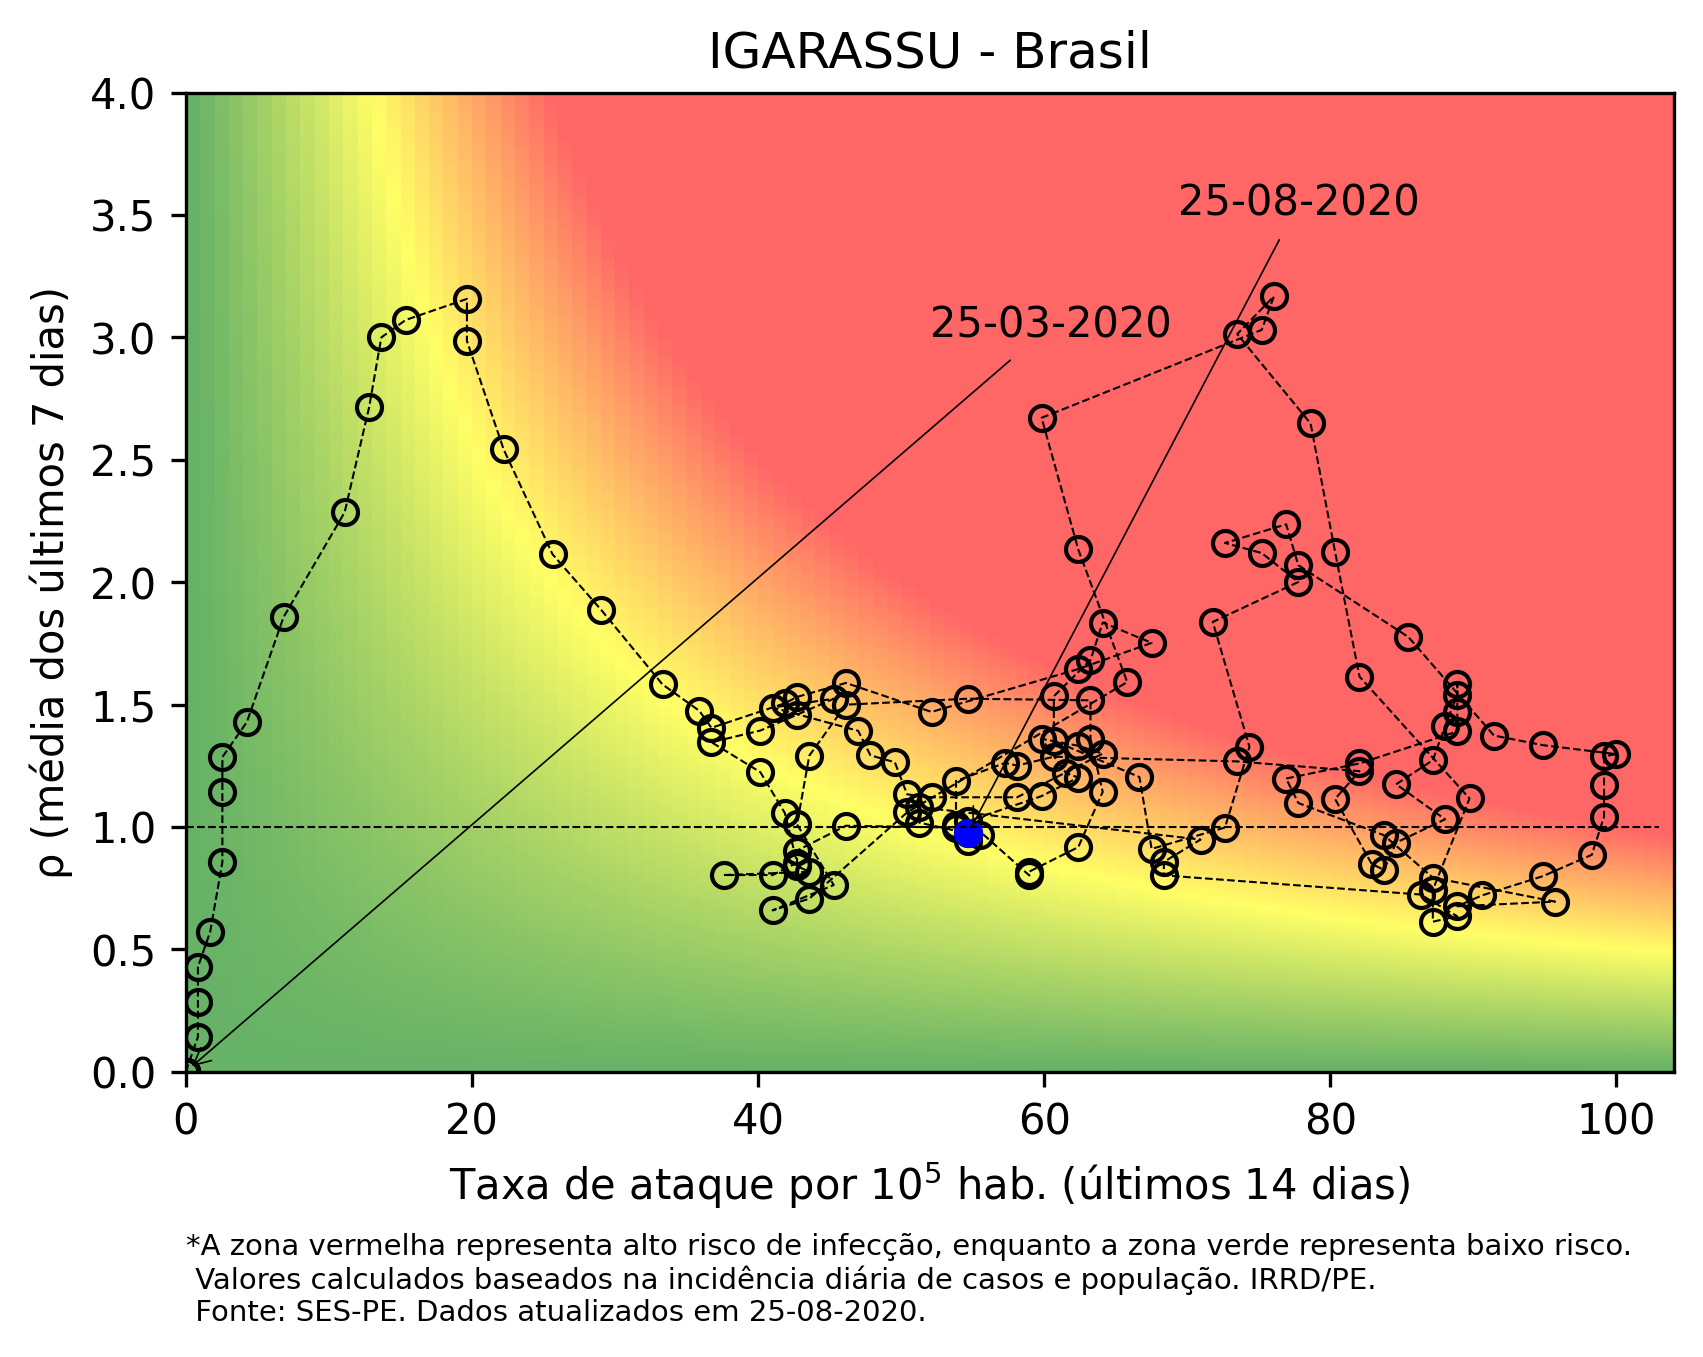 IGARASSU - Brasil
4.0
3.5
3.0
2.5
2.0
1.5
1.0
0.5
0.0
ρ (média dos últimos 7 dias)
25-08-2020
25-03-2020
0 20 40 60 80 100
Taxa de ataque por 10⁵ hab. (últimos 14 dias)
*A zona vermelha representa alto risco de infecção, enquanto a zona verde representa baixo risco.
Valores calculados baseados na incidência diária de casos e população. IRRD/PE.
Fonte: SES-PE. Dados atualizados em 25-08-2020.